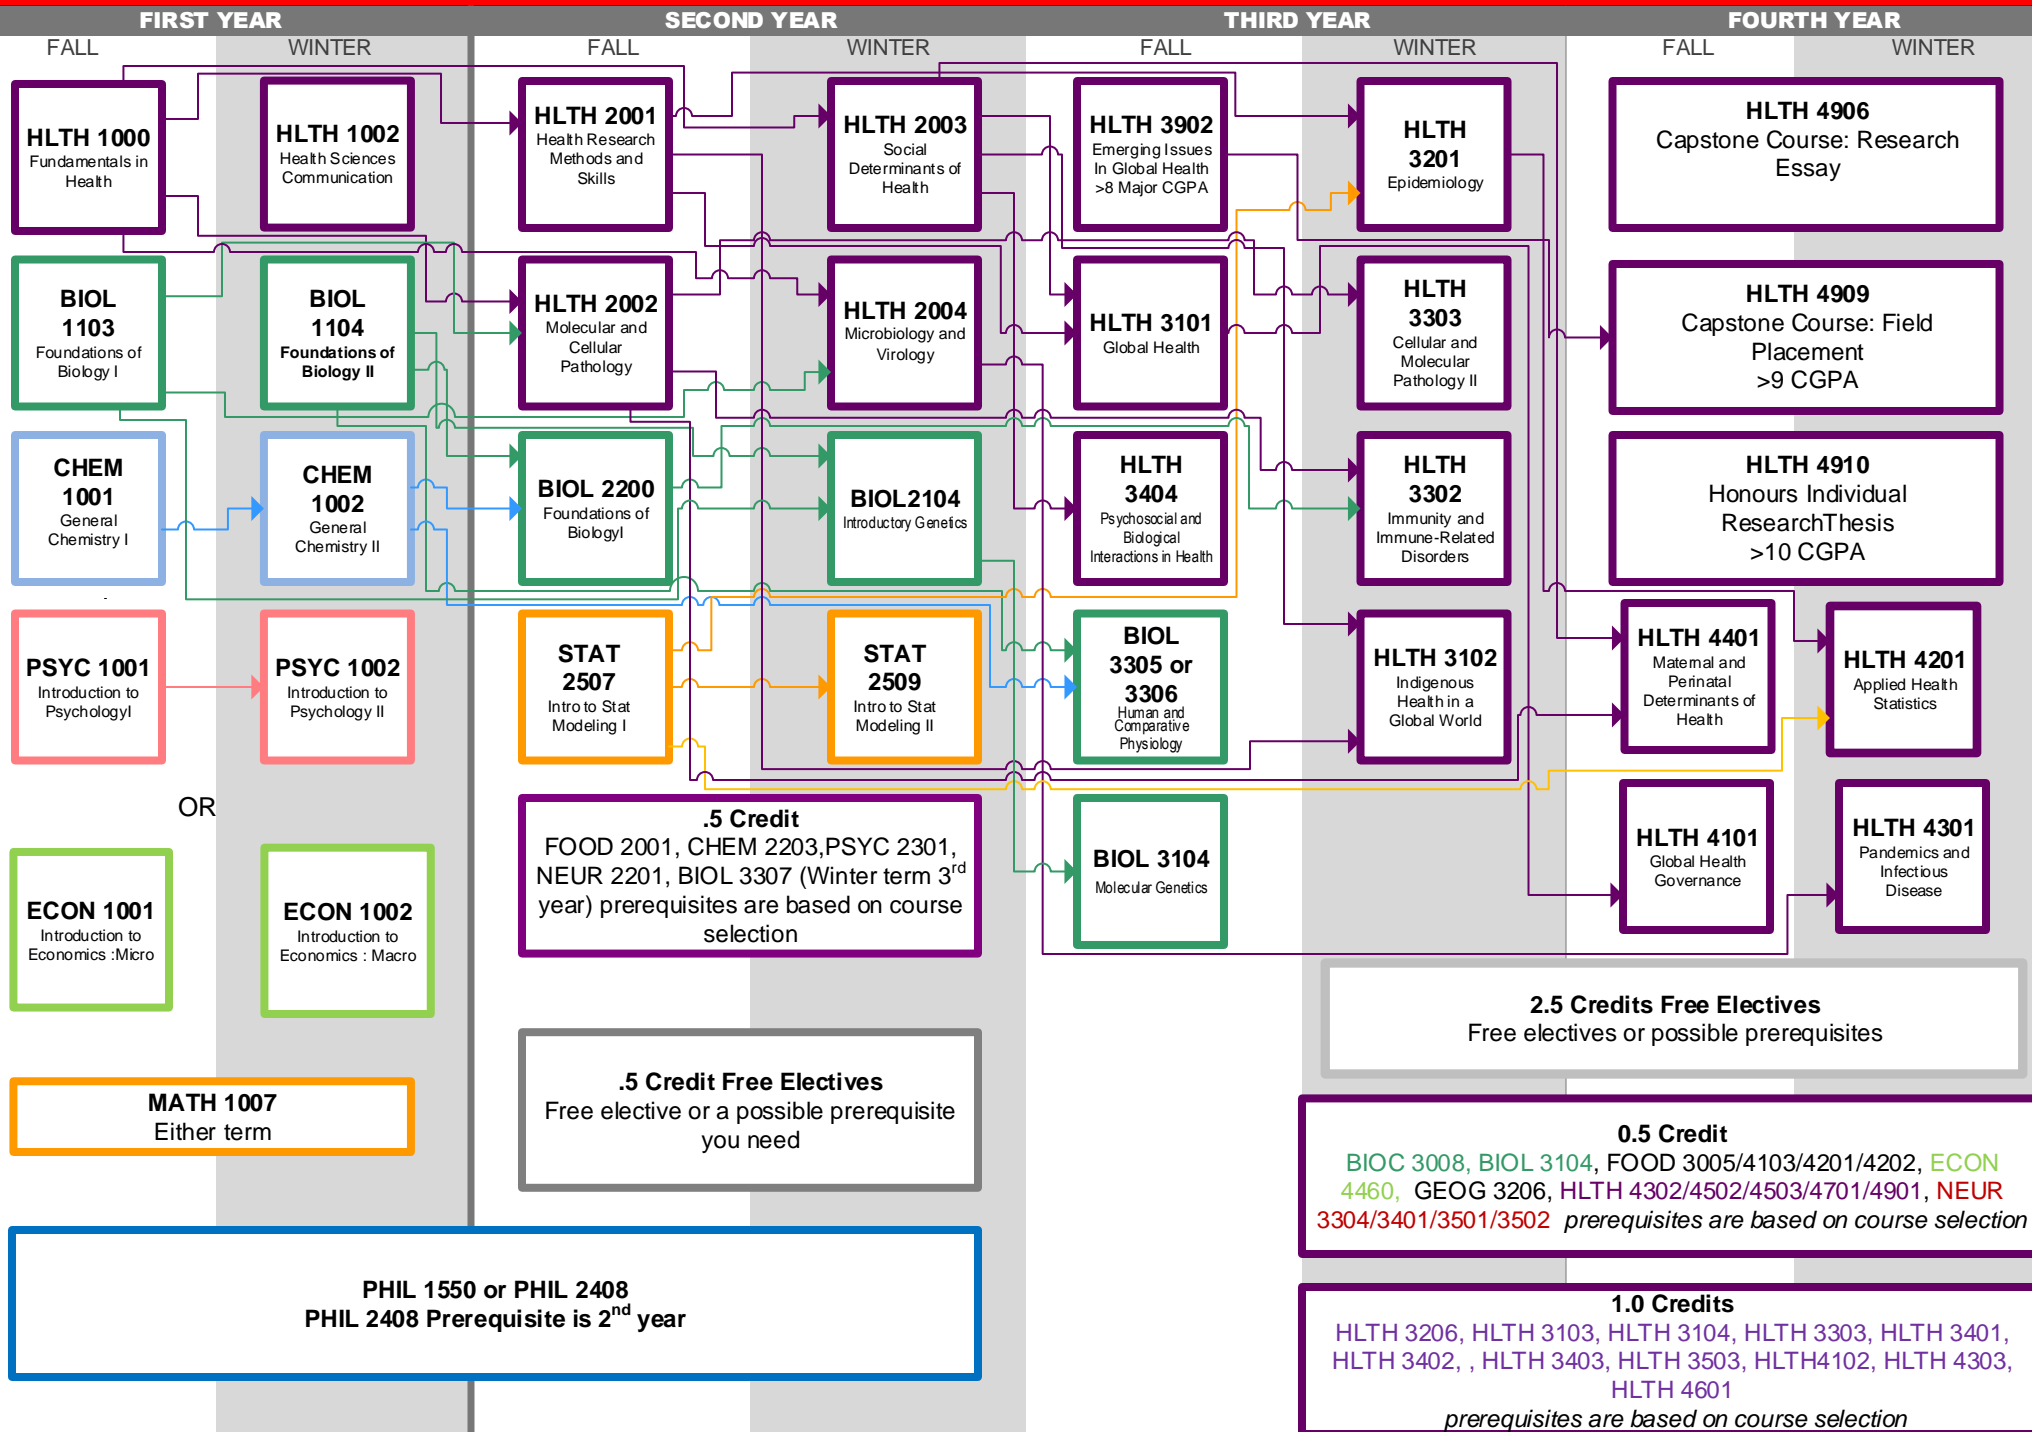 FIRST YEAR
SECOND YEAR
THIRD YEAR
FOURTH YEAR
FALL
WINTER
FALL
WINTER
FALL
WINTER
FALL
WINTER
HLTH 1000
Fundamentals in
Health
HLTH 1002
Health Sciences
Communication
HLTH 2001
Health Research
Methods and
Skills
HLTH 2003
Social
Determinants of
Health
HLTH 3902
Emerging Issues
In Global Health
>8 Major CGPA
HLTH
3201
Epidemiology
HLTH 4906
Capstone Course: Research
Essay
BIOL
1103
Foundations of
Biology I
BIOL
1104
Foundations of
Biology II
HLTH 2002
Molecular and
Cellular
Pathology
HLTH 2004
Microbiology and
Virology
HLTH 3101
Global Health
HLTH
3303
Cellular and
Molecular
Pathology II
HLTH 4909
Capstone Course: Field
Placement
>9 CGPA
CHEM
1001
General
Chemistry I
CHEM
1002
General
Chemistry II
BIOL 2200
Foundations of
BiologyI
BIOL2104
Introductory Genetics
HLTH
3404
Psychosocial and
Biological
Interactions in Health
HLTH
3302
Immunity and
Immune-Related
Disorders
HLTH 4910
Honours Individual
ResearchThesis
>10 CGPA
PSYC 1001
Introduction to
PsychologyI
PSYC 1002
Introduction to
Psychology II
STAT
2507
Intro to Stat
Modeling I
STAT
2509
Intro to Stat
Modeling II
BIOL
3305 or
3306
Human and
Comparative
Physiology
HLTH 3102
Indigenous
Health in a
Global World
HLTH 4401
Maternal and
Perinatal
Determinants of
Health
HLTH 4201
Applied Health
Statistics
OR
ECON 1001
Introduction to
Economics :Micro
ECON 1002
Introduction to
Economics : Macro
.5 Credit
FOOD 2001, CHEM 2203,PSYC 2301,
NEUR 2201, BIOL 3307 (Winter term 3rd
year) prerequisites are based on course
selection
BIOL 3104
Molecular Genetics
HLTH 4101
Global Health
Governance
HLTH 4301
Pandemics and
Infectious
Disease
2.5 Credits Free Electives
Free electives or possible prerequisites
.5 Credit Free Electives
Free elective or a possible prerequisite
you need
MATH 1007
Either term
0.5 Credit
BIOC 3008, BIOL 3104, FOOD 3005/4103/4201/4202, ECON
4460, GEOG 3206, HLTH 4302/4502/4503/4701/4901, NEUR
3304/3401/3501/3502 prerequisites are based on course selection
PHIL 1550 or PHIL 2408
PHIL 2408 Prerequisite is 2nd year
1.0 Credits
HLTH 3206, HLTH 3103, HLTH 3104, HLTH 3303, HLTH 3401,
HLTH 3402, , HLTH 3403, HLTH 3503, HLTH4102, HLTH 4303,
HLTH 4601
prerequisites are based on course selection